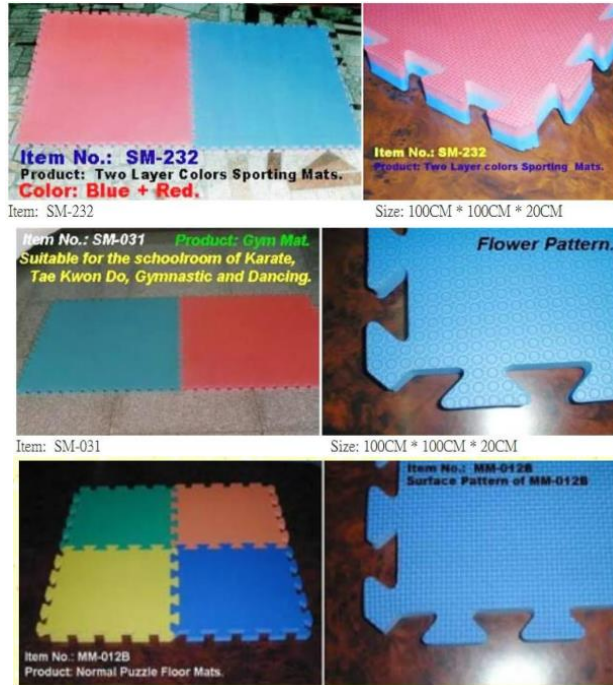 Item No.: SM-232
Product: Two Layer Colors Sporting Mats.
Color: Blue + Red.
Item No.: SM-232
Product: Two Layer colors Sporting Mats.
Item: SM-232
Size: 100CM * 100CM * 20CM
Item No.: SM-031 Product: Gym Mat.
Suitable for the schoolroom of Karate,
Tae Kwon Do, Gymnastic and Dancing.
Flower Pattern.
Item: SM-031
Size: 100CM * 100CM * 20CM
Item No.: MM-012B
Surface Pattern of MM-012B
Item No.: MM-012B
Product: Normal Puzzle Floor Mats.